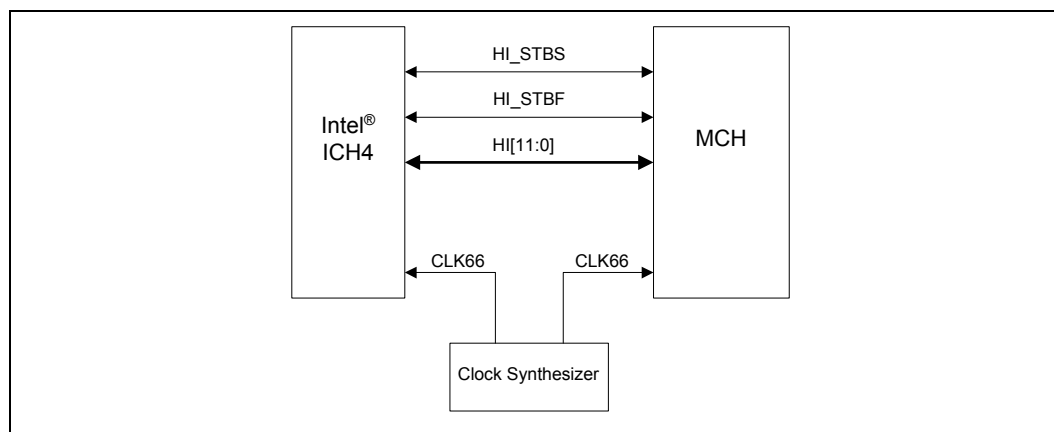 HI_STBS
HI_STBF
Intel®
ICH4
HI[11:0]
MCH
CLK66
CLK66
Clock Synthesizer